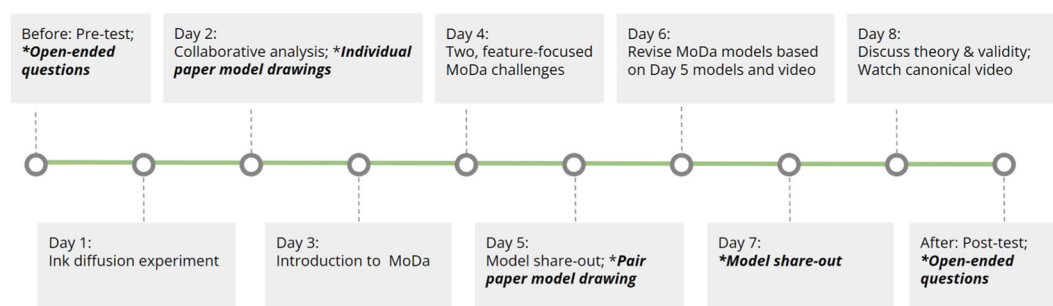 Before: Pre-test;
*Open-ended
questions
Day 2:
Collaborative analysis; *Individual
paper model drawings
Day 4:
Two, feature-focused
MoDa challenges
Day 6:
Revise MoDa models based
on Day 5 models and video
Day 8:
Discuss theory & validity;
Watch canonical video
Day 1:
Ink diffusion experiment
Day 3:
Introduction to MoDa
Day 5:
Model share-out; *Pair
paper model drawing
Day 7:
*Model share-out
After: Post-test;
*Open-ended
questions